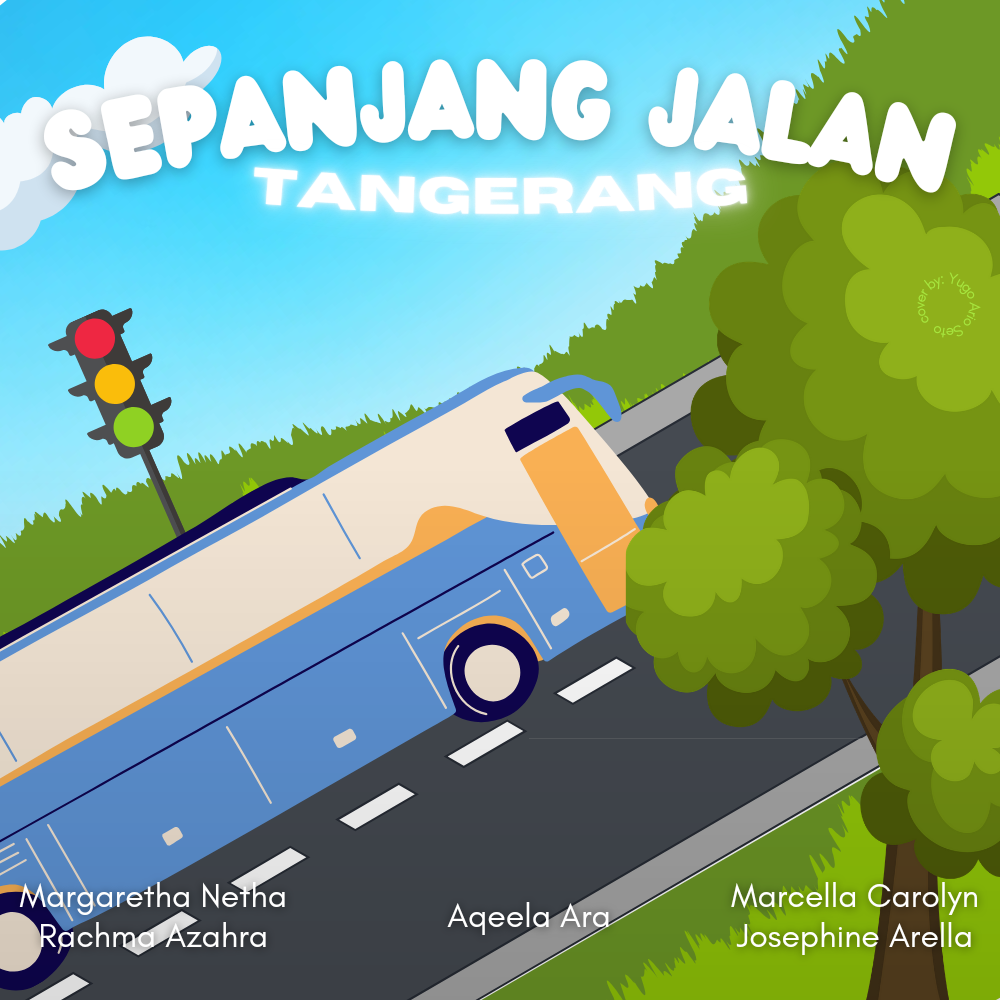 SEPANJANG JALAN
TANGERANG
cover by: Yugo Ario Seto
Margaretha Netha
Rachma Azahra
Aqeela Ara
Marcella Carolyn
Josephine Arella